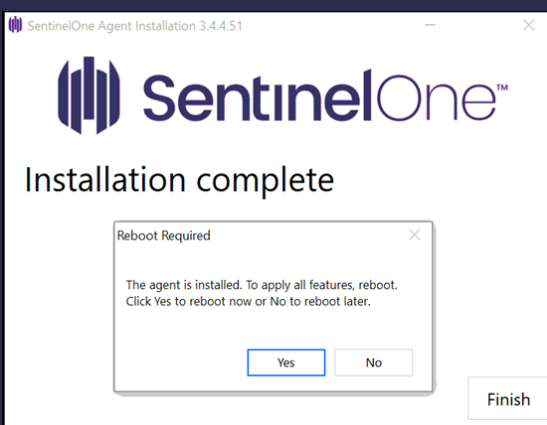 SentinelOne Agent Installation 3.4.4.51
SentinelOne™
Installation complete
Reboot Required
The agent is installed. To apply all features, reboot.
Click Yes to reboot now or No to reboot later.
Yes
No
Finish